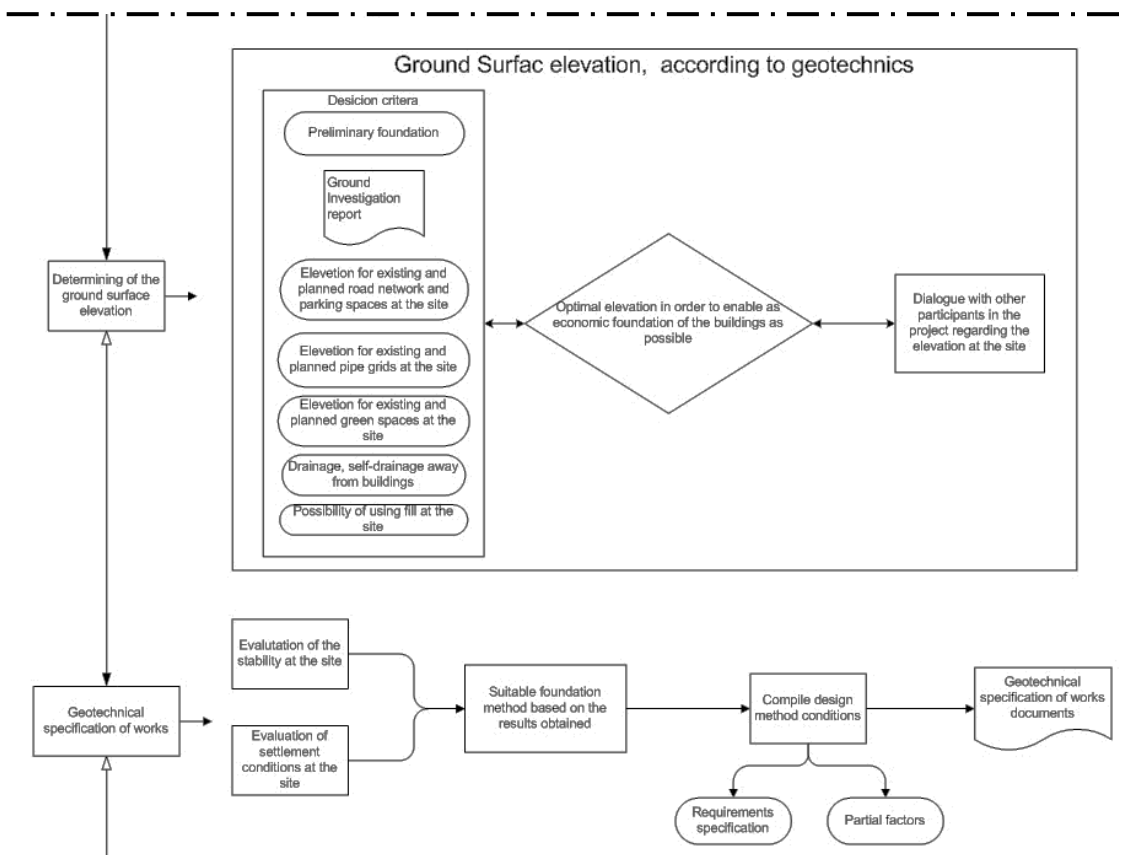 Ground Surfac elevation, according to geotechnics
Desicion critera
Preliminary foundation
Ground
Investigation
report
Elevetion for existing and
planned road network and
parking spaces at the site
Elevetion for existing and
planned pipe grids at the site
Elevetion for existing and
planned green spaces at the
site
Drainage, self-drainage away
from buildings
Possibility of using fill at the
site
Determining of the
ground surface
elevation
Optimal elevation in order to enable as
economic foundation of the buildings as
possible
Dialogue with other
participants in the
project regarding the
elevation at the site
Geotechnical
specification of works
Evalutation of the
stability at the site
Evaluation of
settlement
conditions at the
site
Suitable foundation
method based on the
results obtained
Compile design
method conditions
Geotechnical
specification of works
documents
Requirements
specification
Partial factors